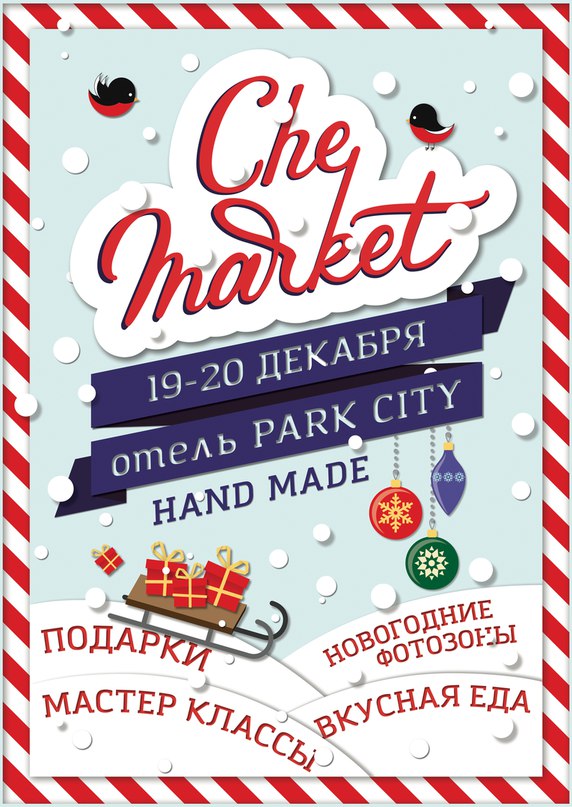 Che
market
19-20 ДЕКАБРЯ
отель PARK CITY
HAND MADE
ПОДАРКИ
НОВОГОДНИЕ
ФОТОЗОНЫ
МАСТЕР КЛАССЫ
ВКУСНАЯ ЕДА